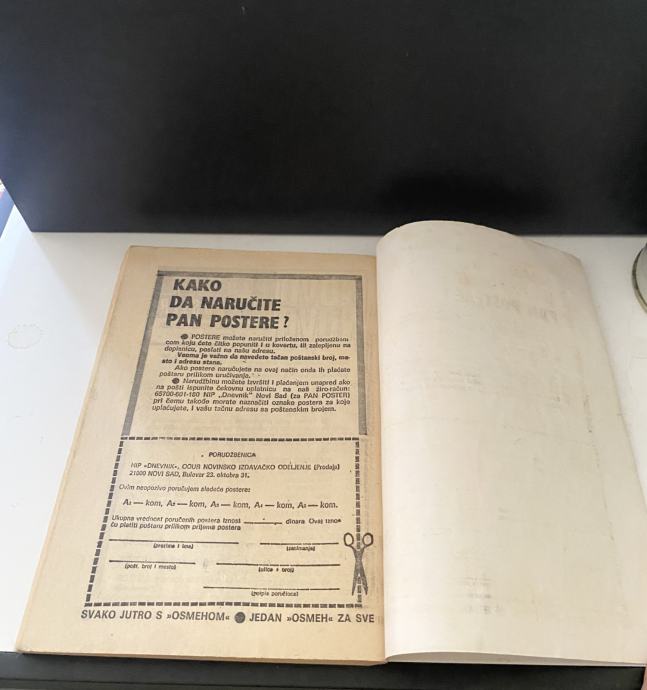 KAKO
DA NARUČITE
PAN POSTERE?
● POSTERE možete naručiti priloženom porudžbeni-
com koju ćete čitko popuniti i u kovertu, ili zalepljenu na
dopisnicu, poslati na našu adresu.
Veoma je važno da navedete tačan poštanski broj, me-
sto i adresu stana.
Ako postere naručujete na ovaj način onda ih plaćate
poštaru prilikom uručivanja.
● Narudžbinu možete izvršiti i plaćanjem unapred ako
na pošti ispunite čekovnu uplatnicu na naš žiro-račun:
65700-601-160 NIP „Dnevnik" Novi Sad (za PAN POSTER)
pri čemu takođe morate naznačiti oznake postera za koje
uplaćujete, i vašu tačnu adresu sa poštanskim brojem.
PORUDŽBENICA
NIP »DNEVNIK«, OOUR NOVINSKO IZDAVAČKO ODELJENJE (Prodaja)
21000 NOVI SAD, Bulevar 23. oktobra 31.
Ovim neopozivo poručujem sledeće postere:
A₁ — kom, A₂ — kom, A₃ — kom, A₄ — kom, A₅ — kom.
Ukupna vrednost poručenih postera iznosi dinara Ovaj iznos
ću platiti poštaru prilikom prijema postera
(prezime i ime) (zanimanje)
(pošt. broj i mesto) (ulica i broj)
(potpis poručioca)
SVAKO JUTRO S »OSMEHOM« ● JEDAN »OSMEH« ZA SVE